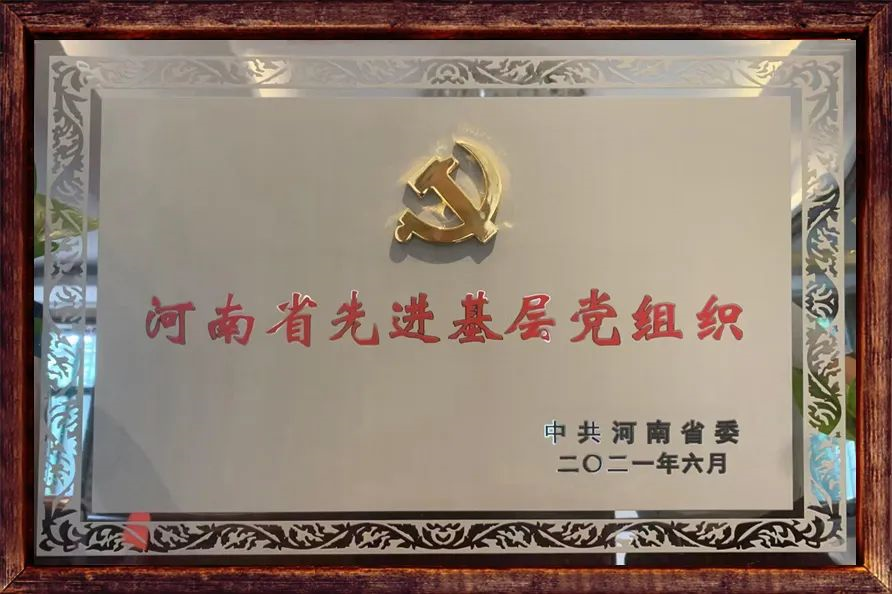 河南省先进基层党组织
中共河南省委
二〇二一年六月